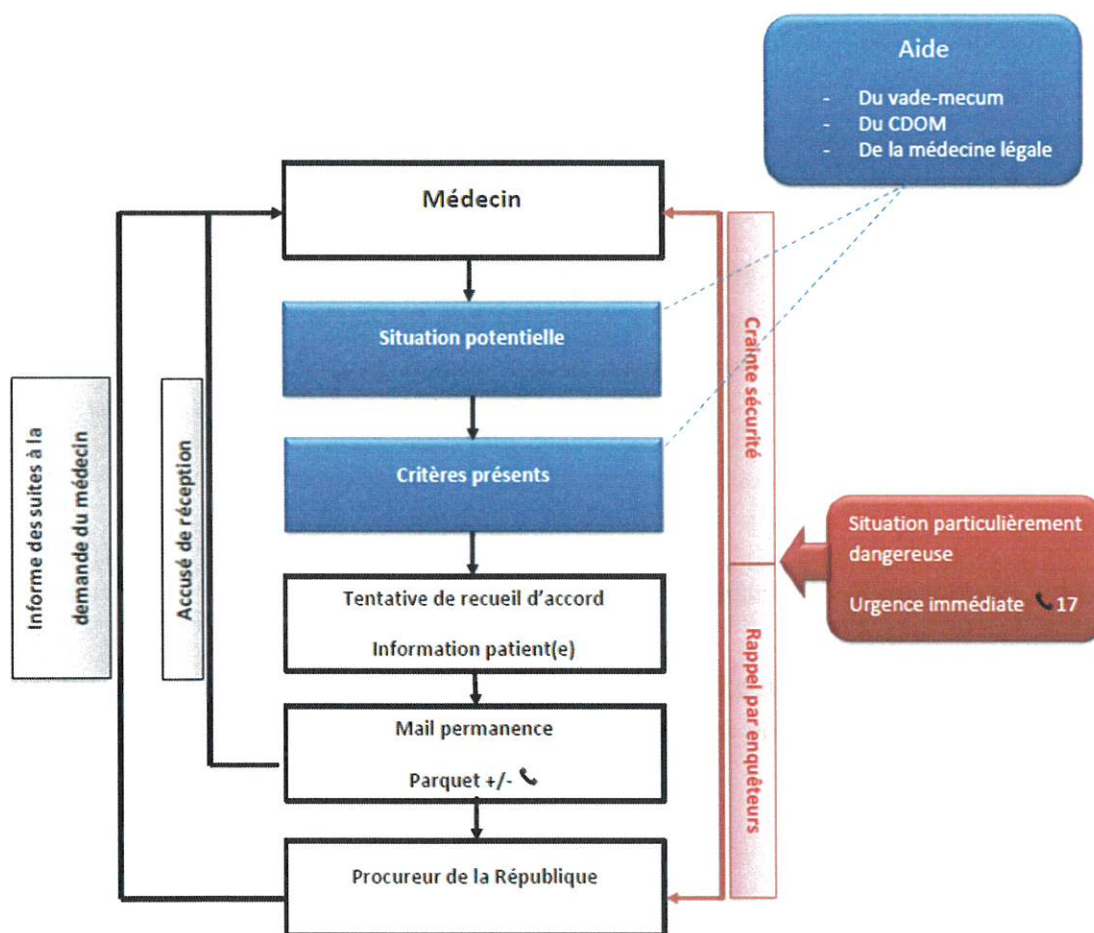 Aide
- Du vade-mecum
- Du CDOM
- De la médecine légale
Médecin
Situation potentielle
Critères présents
Tentative de recueil d'accord
Information patient(e)
Mail permanence
Parquet +/-
Procureur de la République
Informe des suites à la
demande du médecin
Accusé de réception
Crainte sécurité
Rappel par enquêteurs
Situation particulièrement
dangereuse
Urgence immédiate 📞17